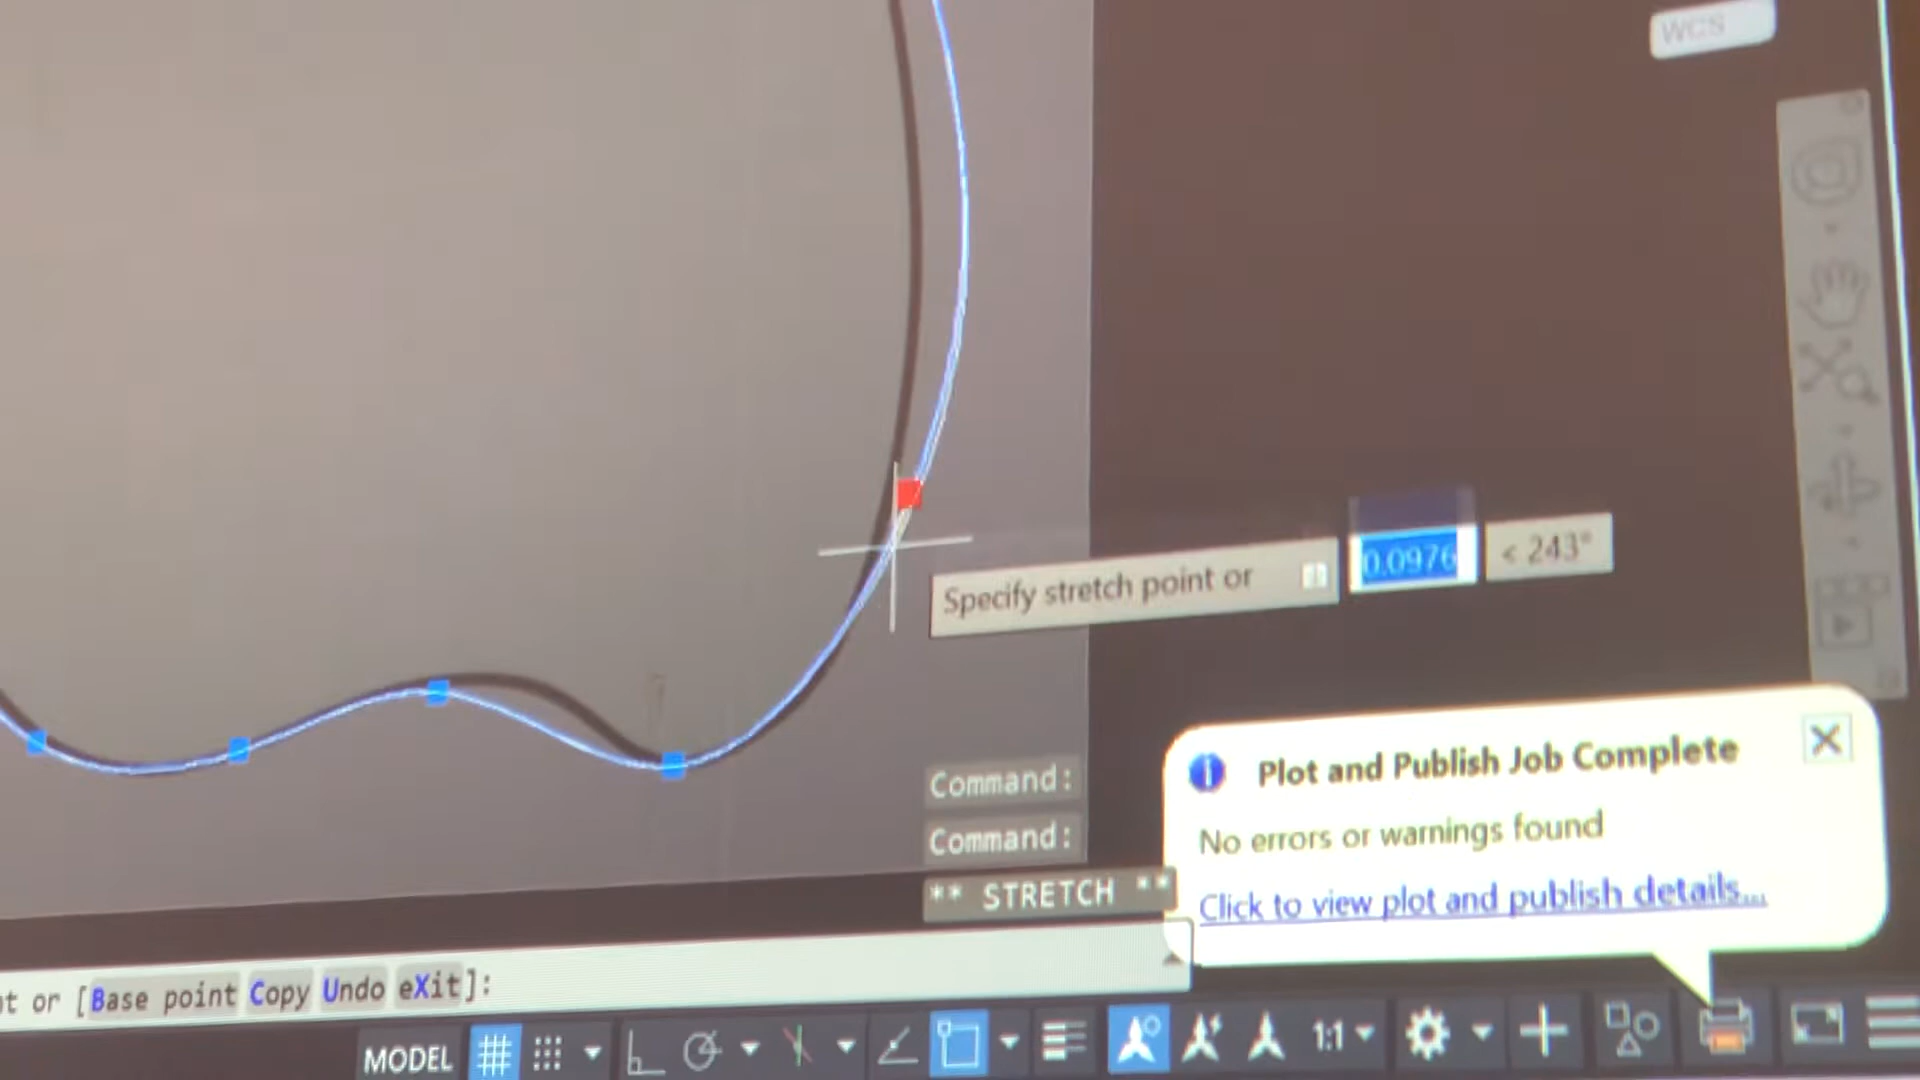 WCS
Specify stretch point or
0.0976
< 243°
Command:
Command:
** STRETCH **
Plot and Publish Job Complete
No errors or warnings found
Click to view plot and publish details...
or [Base point Copy Undo eXit]:
MODEL
1:1